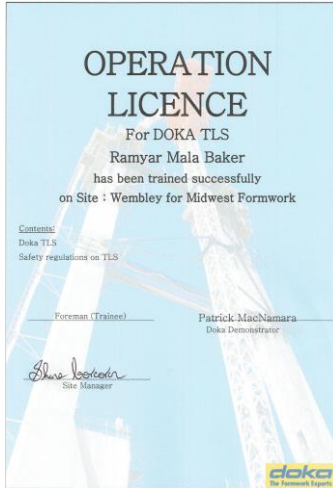 OPERATION
LICENCE
For DOKA TLS
Ramyar Mala Baker
has been trained successfully
on Site : Wembley for Midwest Formwork
Contents:
Doka TLS
Safety regulations on TLS
Foreman (Trainee)
Patrick MacNamara
Doka Demonstrator
Shane
Site Manager
doka
The Formwork Experts